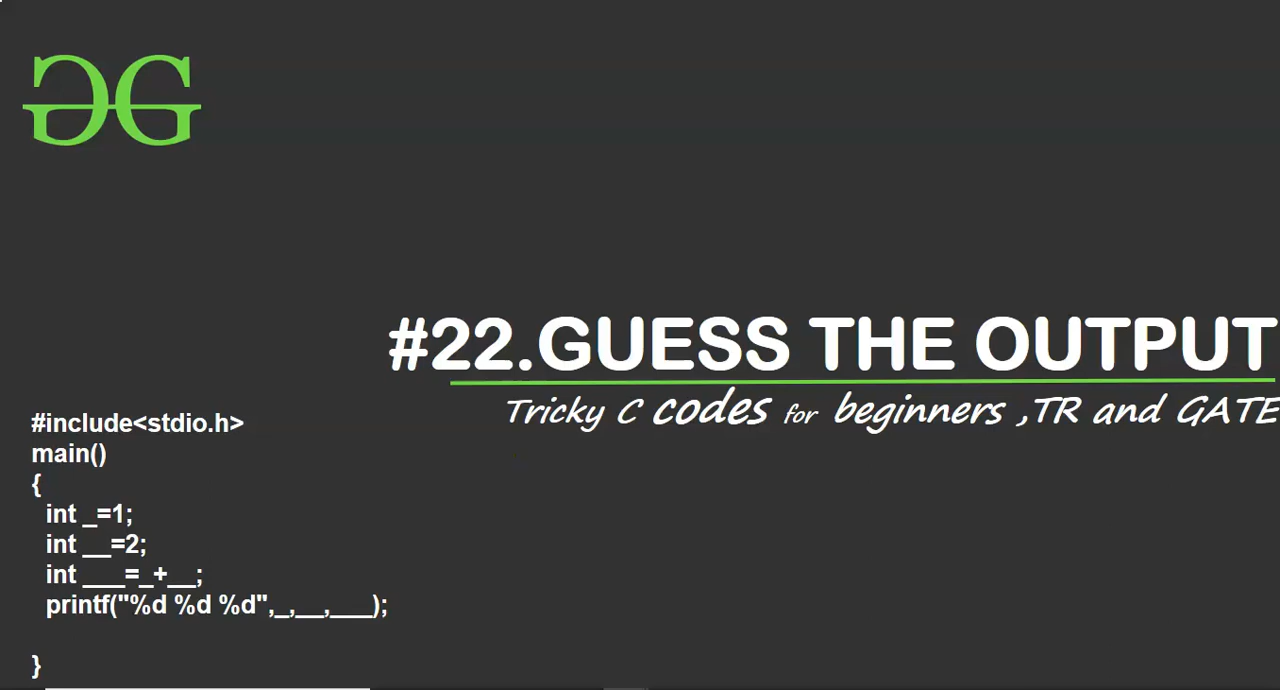 #22.GUESS THE OUTPUT
Tricky C codes for beginners ,TR and GATE
#include<stdio.h>
main()
{
int _=1;
int __=2;
int ___=_+__;
printf("%d %d %d",_,__,___);
}